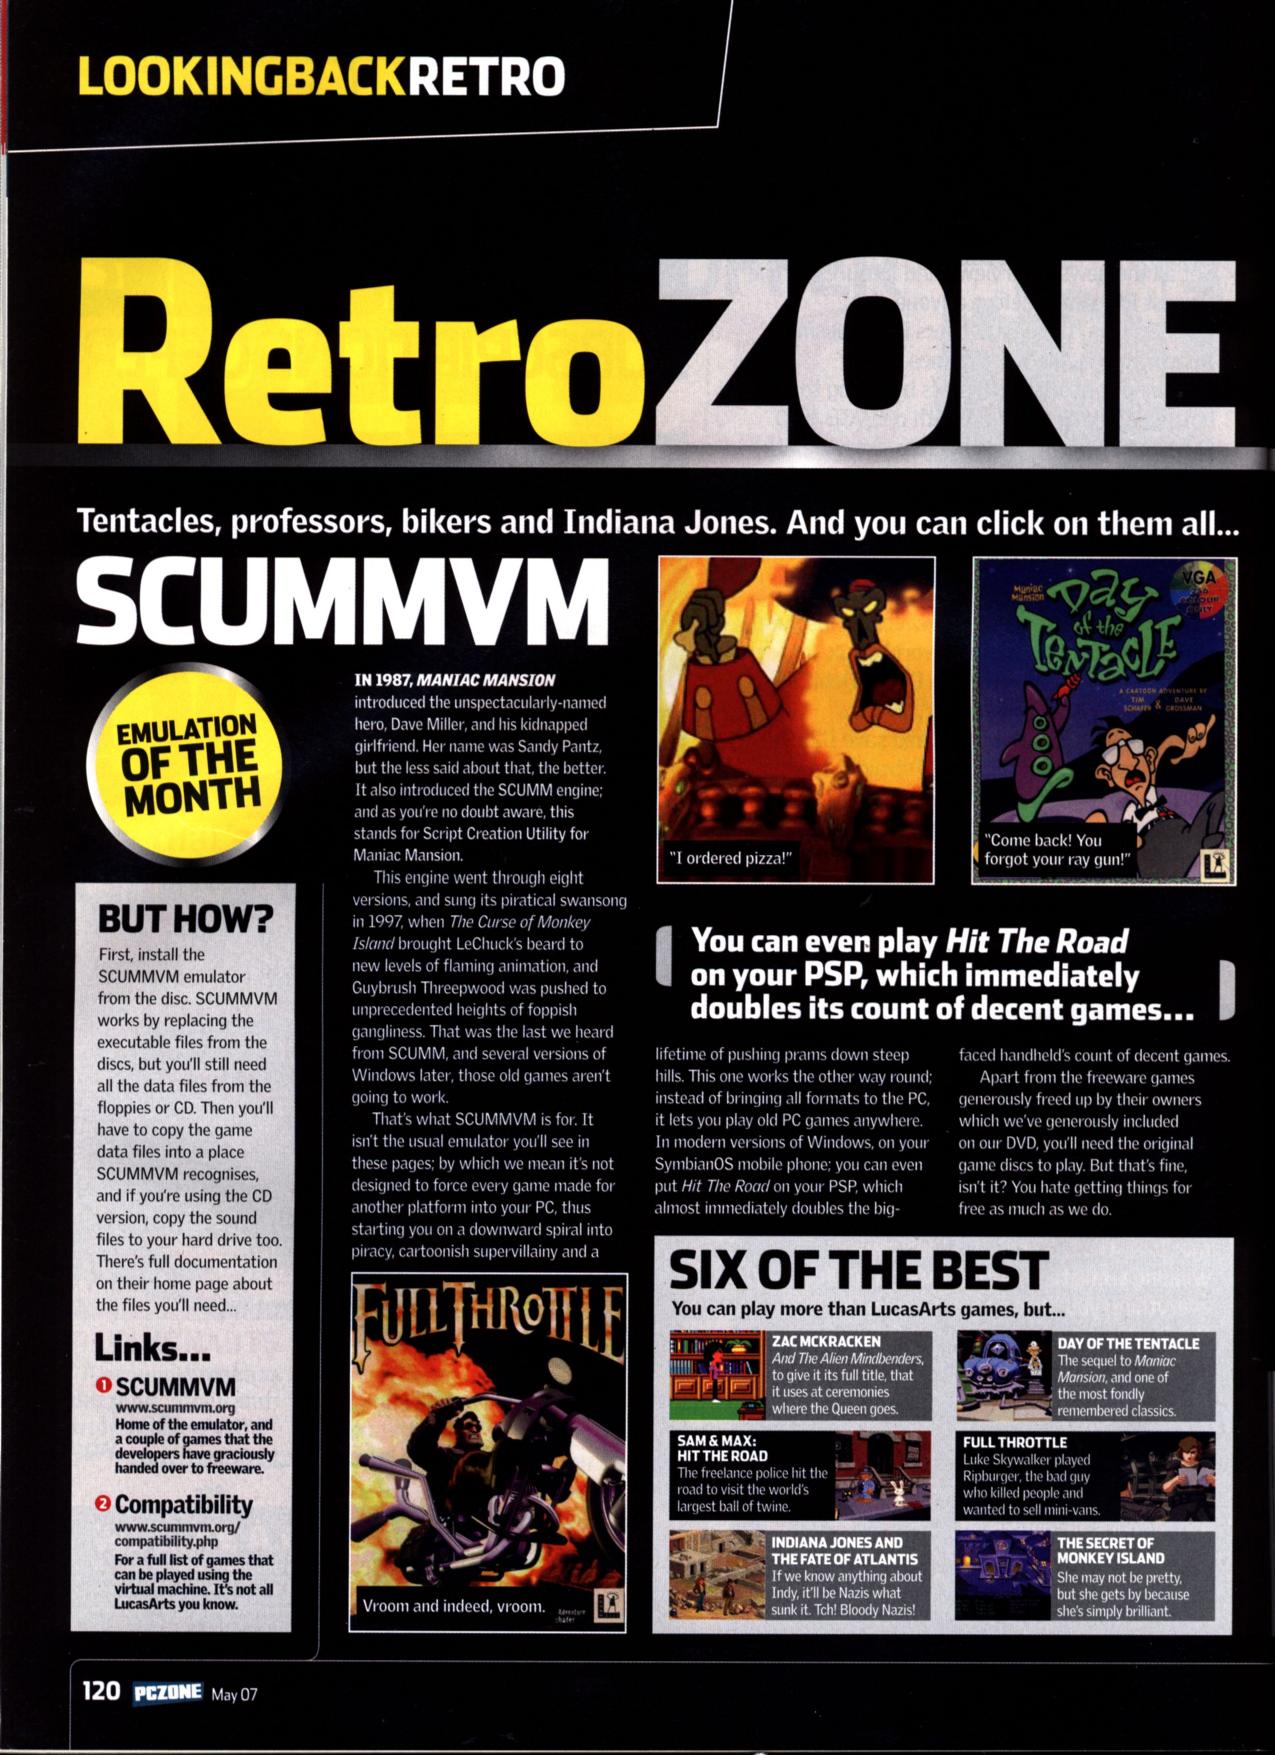 LOOKINGBACKRETRO
RetroZONE
Tentacles, professors, bikers and Indiana Jones. And you can click on them all...
SCUMMVM
EMULATION
OF THE
MONTH
BUT HOW?
First, install the
SCUMMVM emulator
from the disc. SCUMMVM
works by replacing the
executable files from the
discs, but you'll still need
all the data files from the
floppies or CD. Then you'll
have to copy the game
data files into a place
SCUMMVM recognises,
and if you're using the CD
version, copy the sound
files to your hard drive too.
There's full documentation
on their home page about
the files you'll need...
Links...
1 SCUMMVM
www.scummvm.org
Home of the emulator, and
a couple of games that the
developers have graciously
handed over to freeware.
2 Compatibility
www.scummvm.org/
compatibility.php
For a full list of games that
can be played using the
virtual machine. It's not all
LucasArts you know.
IN 1987, MANIAC MANSION
introduced the unspectacularly-named
hero, Dave Miller, and his kidnapped
girlfriend. Her name was Sandy Pantz,
but the less said about that, the better.
It also introduced the SCUMM engine;
and as you're no doubt aware, this
stands for Script Creation Utility for
Maniac Mansion.
This engine went through eight
versions, and sung its piratical swansong
in 1997, when The Curse of Monkey
Island brought LeChuck's beard to
new levels of flaming animation, and
Guybrush Threepwood was pushed to
unprecedented heights of foppish
gangliness. That was the last we heard
from SCUMM, and several versions of
Windows later, those old games aren't
going to work.
That's what SCUMMVM is for. It
isn't the usual emulator you'll see in
these pages; by which we mean it's not
designed to force every game made for
another platform into your PC, thus
starting you on a downward spiral into
piracy, cartoonish supervillainy and a
FULL THROTTLE
Vroom and indeed, vroom.
"I ordered pizza!"
Maniac
Mansion
Day
of the
Tentacle
VGA
A CARTOON ADVENTURE BY
TIM SCHAFER & DAVE GROSSMAN
"Come back! You
forgot your ray gun!"
You can even play Hit The Road
on your PSP, which immediately
doubles its count of decent games...
lifetime of pushing prams down steep
hills. This one works the other way round;
instead of bringing all formats to the PC,
it lets you play old PC games anywhere.
In modern versions of Windows, on your
SymbianOS mobile phone; you can even
put Hit The Road on your PSP, which
almost immediately doubles the big-
faced handheld's count of decent games.
Apart from the freeware games
generously freed up by their owners
which we've generously included
on our DVD, you'll need the original
game discs to play. But that's fine,
isn't it? You hate getting things for
free as much as we do.
SIX OF THE BEST
You can play more than LucasArts games, but...
ZAC MCKRACKEN
And The Alien Mindbenders,
to give it its full title, that
it uses at ceremonies
where the Queen goes.
DAY OF THE TENTACLE
The sequel to Maniac
Mansion, and one of
the most fondly
remembered classics.
SAM & MAX:
HIT THE ROAD
The freelance police hit the
road to visit the world's
largest ball of twine.
FULL THROTTLE
Luke Skywalker played
Ripburger, the bad guy
who killed people and
wanted to sell mini-vans.
INDIANA JONES AND
THE FATE OF ATLANTIS
If we know anything about
Indy, it'll be Nazis what
sunk it. Tch! Bloody Nazis!
THE SECRET OF
MONKEY ISLAND
She may not be pretty,
but she gets by because
she's simply brilliant.
120 PCZONE May 07